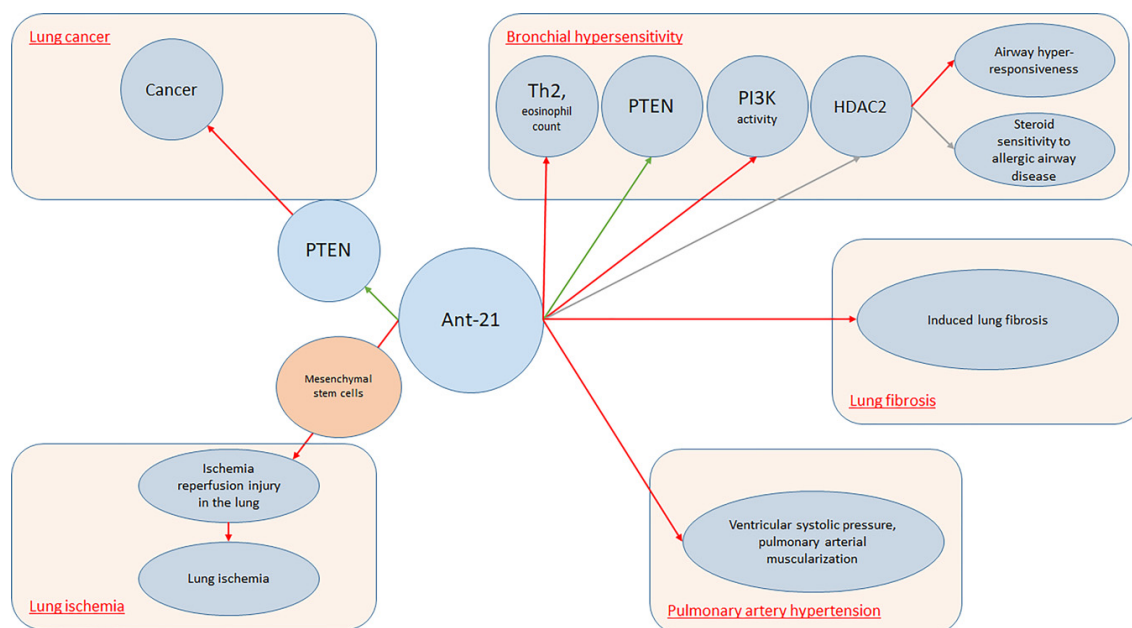 Lung cancer
Cancer
PTEN
Bronchial hypersensitivity
Th2,
eosinophil
count
PTEN
PI3K
activity
HDAC2
Airway hyper-
responsiveness
Steroid
sensitivity to
allergic airway
disease
Ant-21
Mesenchymal
stem cells
Induced lung fibrosis
Lung fibrosis
Ischemia
reperfusion injury
in the lung
Lung ischemia
Lung ischemia
Ventricular systolic pressure,
pulmonary arterial
muscularization
Pulmonary artery hypertension